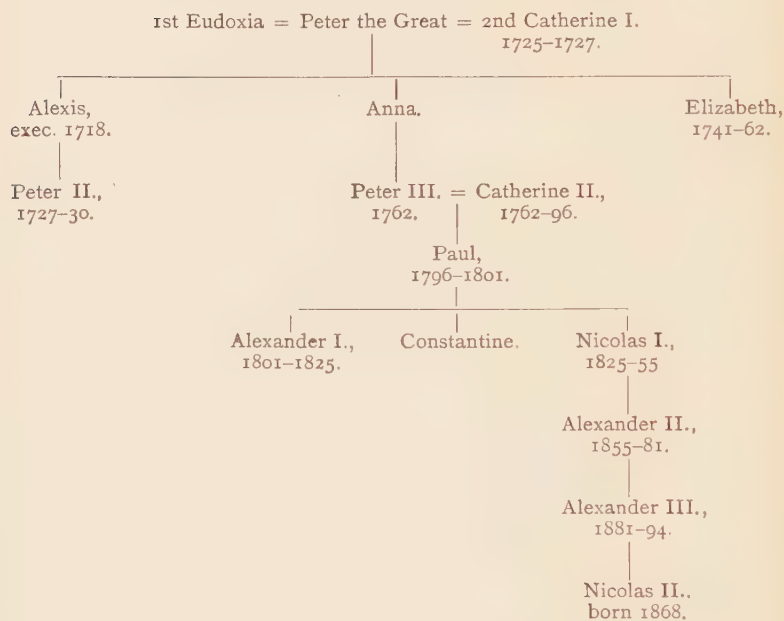 1st Eudoxia = Peter the Great = 2nd Catherine I.
1725–1727.
Alexis, Anna. Elizabeth,
exec. 1718. 1741–62.
Peter II., Peter III. = Catherine II.,
1727–30. 1762. 1762–96.
Paul,
1796–1801.
Alexander I., Constantine. Nicolas I.,
1801–1825. 1825–55
Alexander II.,
1855–81.
Alexander III.,
1881–94.
Nicolas II..
born 1868.